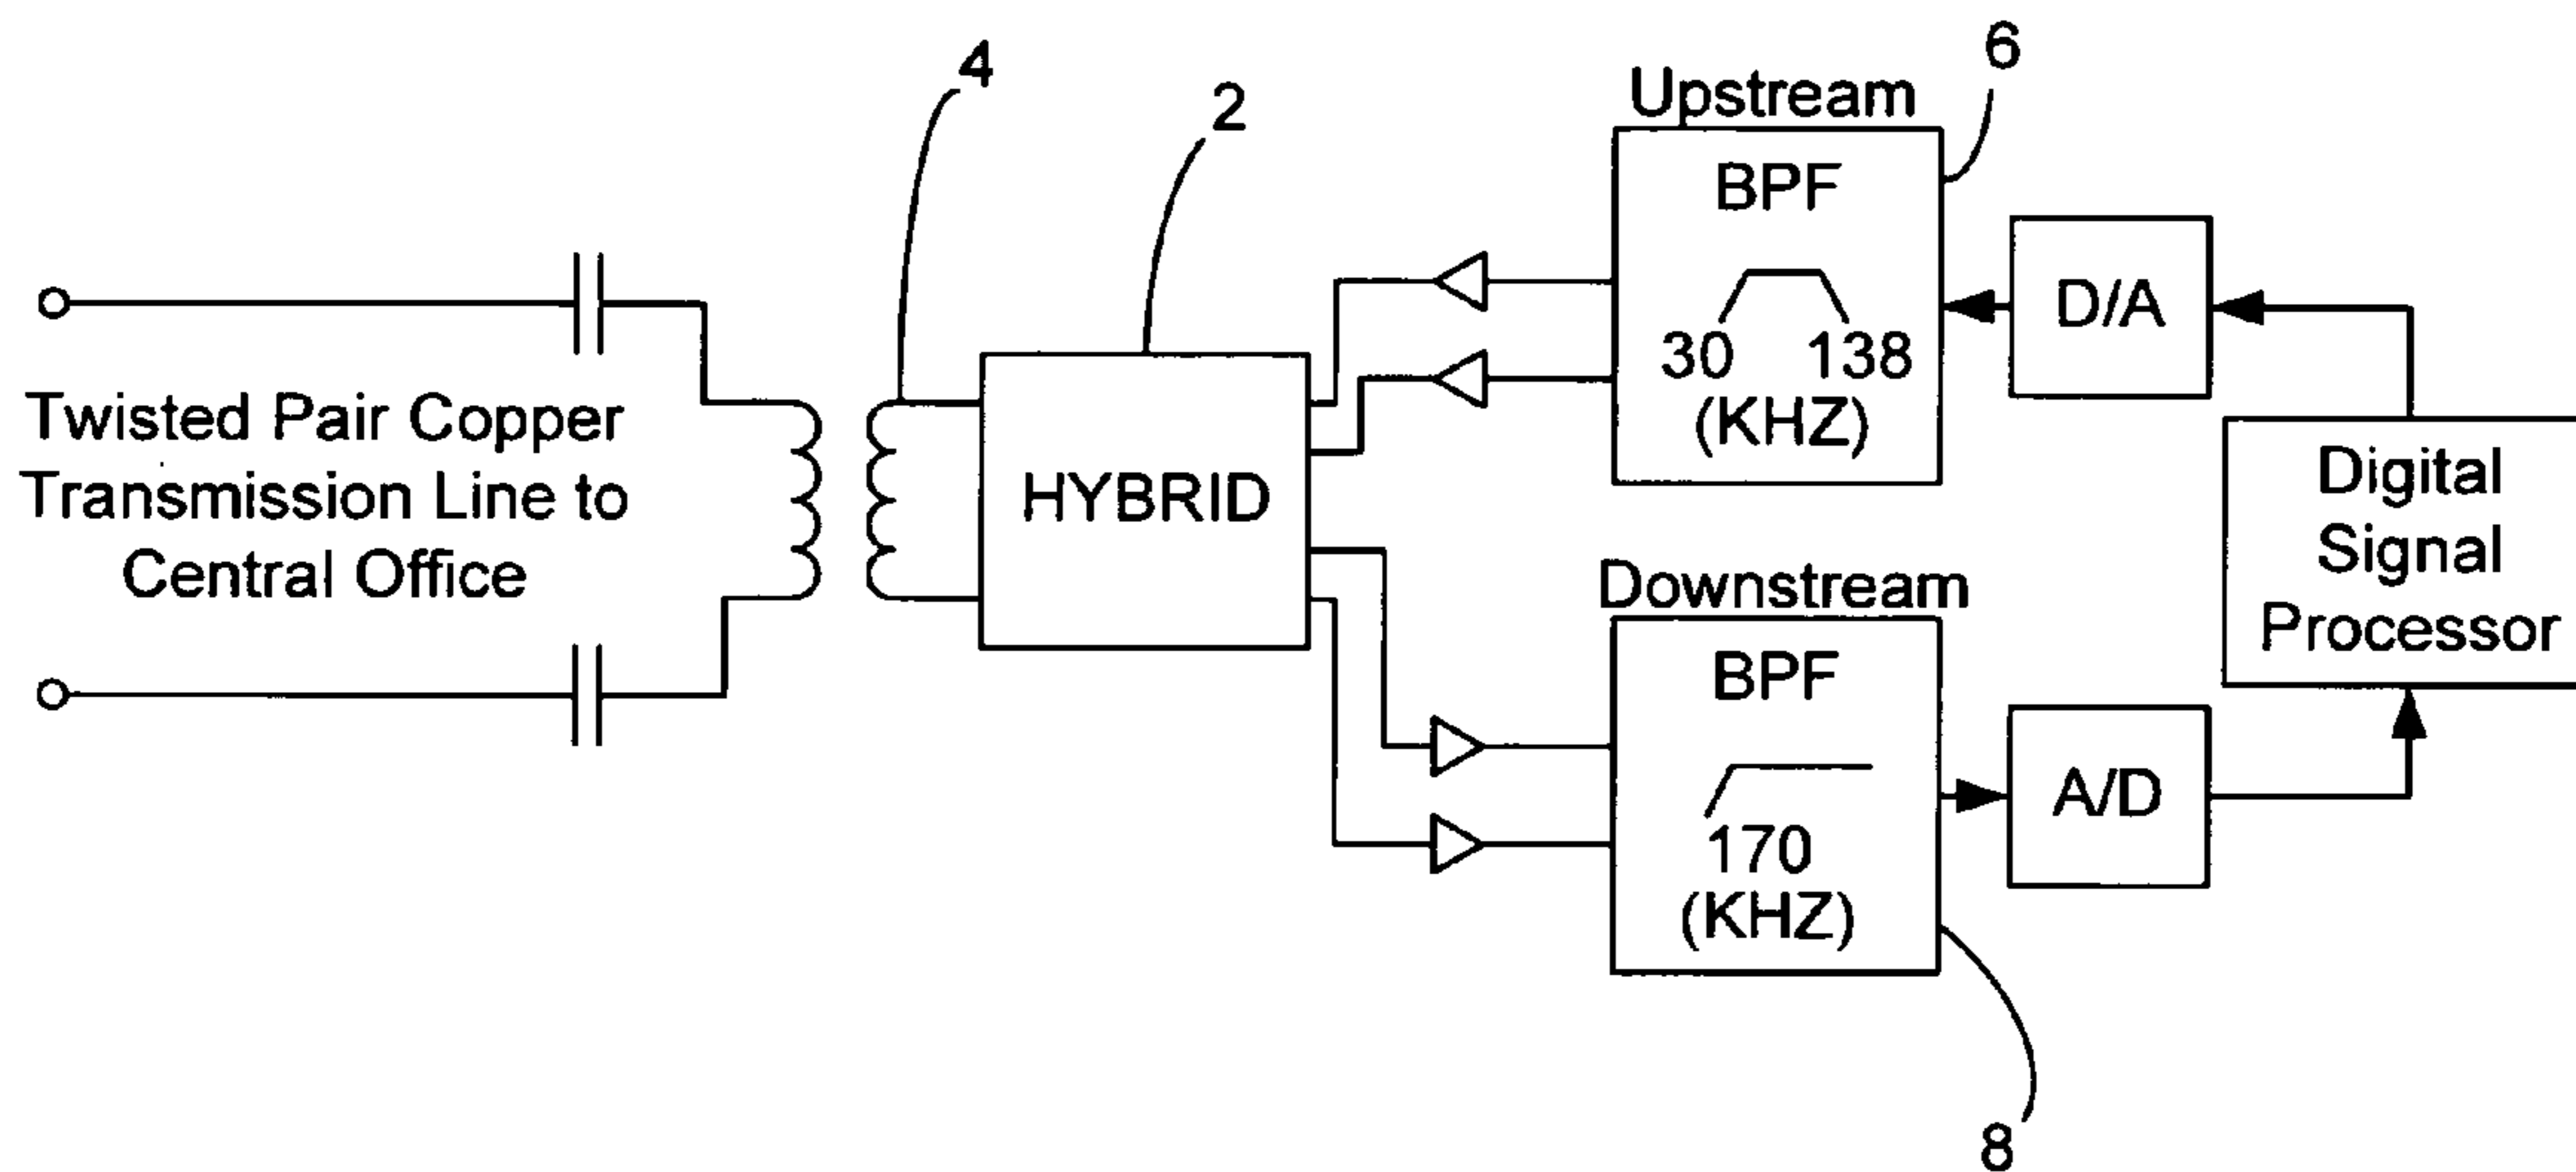 4
2
6
Upstream
BPF
30 138
(KHZ)
D/A
Twisted Pair Copper
Transmission Line to
Central Office
HYBRID
Digital
Signal
Processor
Downstream
BPF
170
(KHZ)
A/D
8